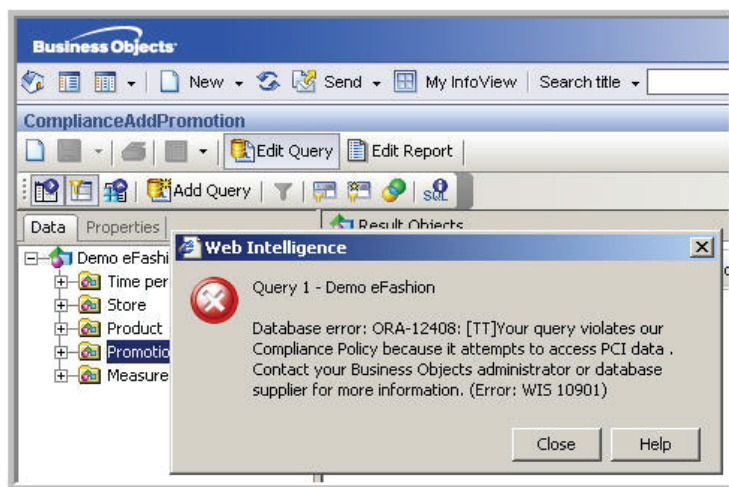 Business Objects
New Send My InfoView Search title
ComplianceAddPromotion
Edit Query Edit Report
Add Query SQL
Data Properties Result Objects
Web Intelligence
Demo eFashi
Time per
Store
Product
Promotio
Measure
Query 1 - Demo eFashion
Database error: ORA-12408: [TT]Your query violates our
Compliance Policy because it attempts to access PCI data .
Contact your Business Objects administrator or database
supplier for more information. (Error: WIS 10901)
Close Help